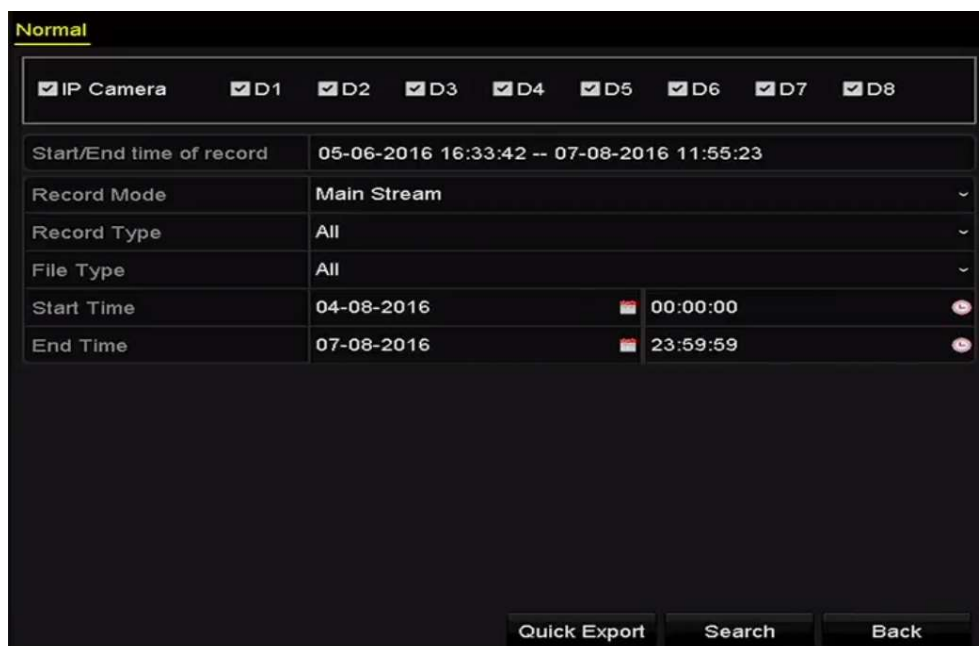 Normal
IP Camera D1 D2 D3 D4 D5 D6 D7 D8
Start/End time of record 05-06-2016 16:33:42 -- 07-08-2016 11:55:23
Record Mode Main Stream
Record Type All
File Type All
Start Time 04-08-2016 00:00:00
End Time 07-08-2016 23:59:59
Quick Export Search Back